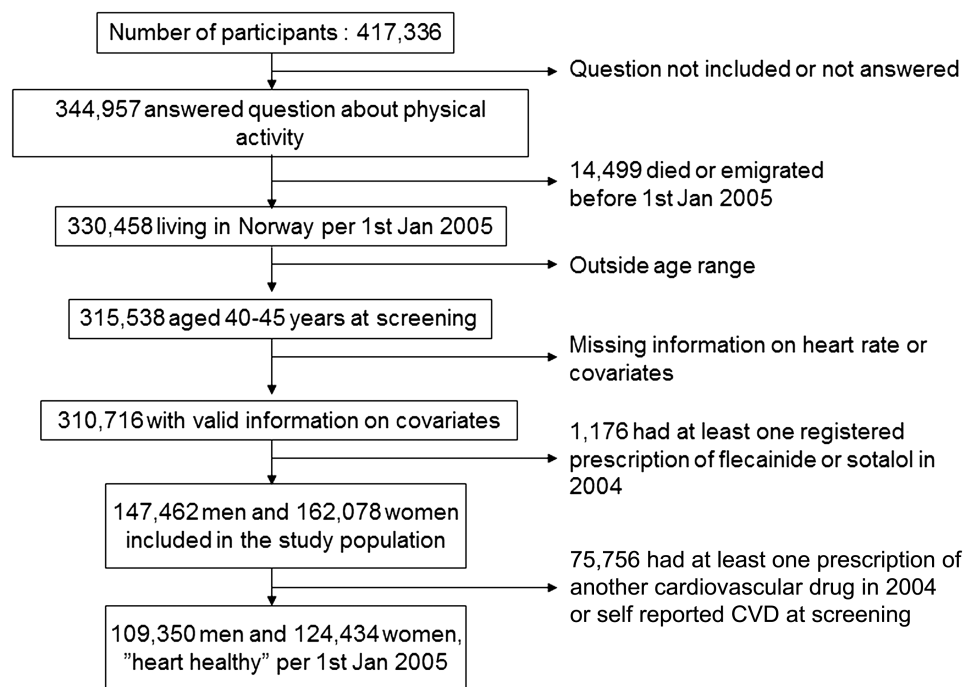 Number of participants : 417,336
Question not included or not answered
344,957 answered question about physical
activity
14,499 died or emigrated
before 1st Jan 2005
330,458 living in Norway per 1st Jan 2005
Outside age range
315,538 aged 40-45 years at screening
Missing information on heart rate or
covariates
310,716 with valid information on covariates
1,176 had at least one registered
prescription of flecainide or sotalol in
2004
147,462 men and 162,078 women
included in the study population
75,756 had at least one prescription of
another cardiovascular drug in 2004
or self reported CVD at screening
109,350 men and 124,434 women,
”heart healthy” per 1st Jan 2005